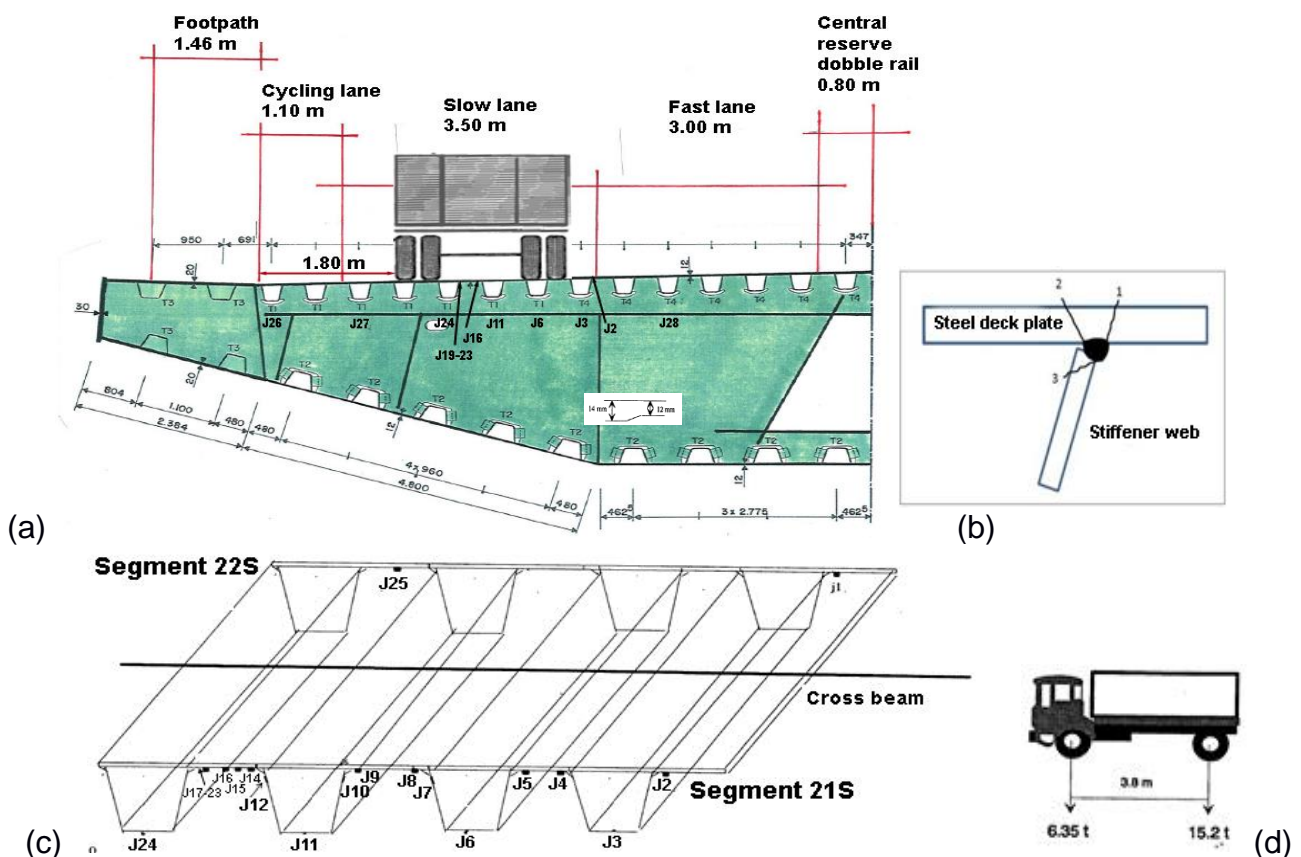 Footpath
1.46 m
Central
reserve
dobble rail
0.80 m
Cycling lane
1.10 m
Slow lane
3.50 m
Fast lane
3.00 m
950
691
20
1.80 m
12
347
30
T3
T3
T1
T1
T1
T1
T1
T1
T1
T4
T4
T4
T4
T4
T4
T4
J26
J27
J24
J11
J6
J3
J2
J28
J16
J19-23
T3
T3
20
T2
T2
T2
T2
T2
12
14 mm
12 mm
T2
T2
T2
T2
12
804
1.100
480
480
2.384
4x960
4.800
480
462⁵
3 x 2.775
462⁵
(a)
2
1
Steel deck plate
3
Stiffener web
(b)
Segment 22S
J25
j1
Cross beam
Segment 21S
J17-23
J16
J15
J14
J12
J10
J9
J8
J7
J5
J4
J2
J24
J11
J6
J3
(c)
3.8 m
6.35 t
15.2 t
(d)